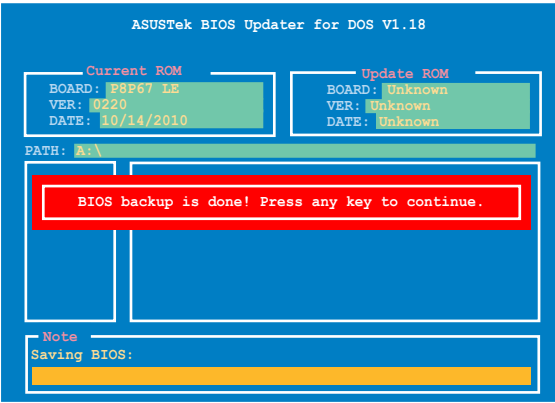 ASUSTek BIOS Updater for DOS V1.18
Current ROM
BOARD: P8P67 LE
VER: 0220
DATE: 10/14/2010
Update ROM
BOARD: Unknown
VER: Unknown
DATE: Unknown
PATH: A:\
BIOS backup is done! Press any key to continue.
Note
Saving BIOS: